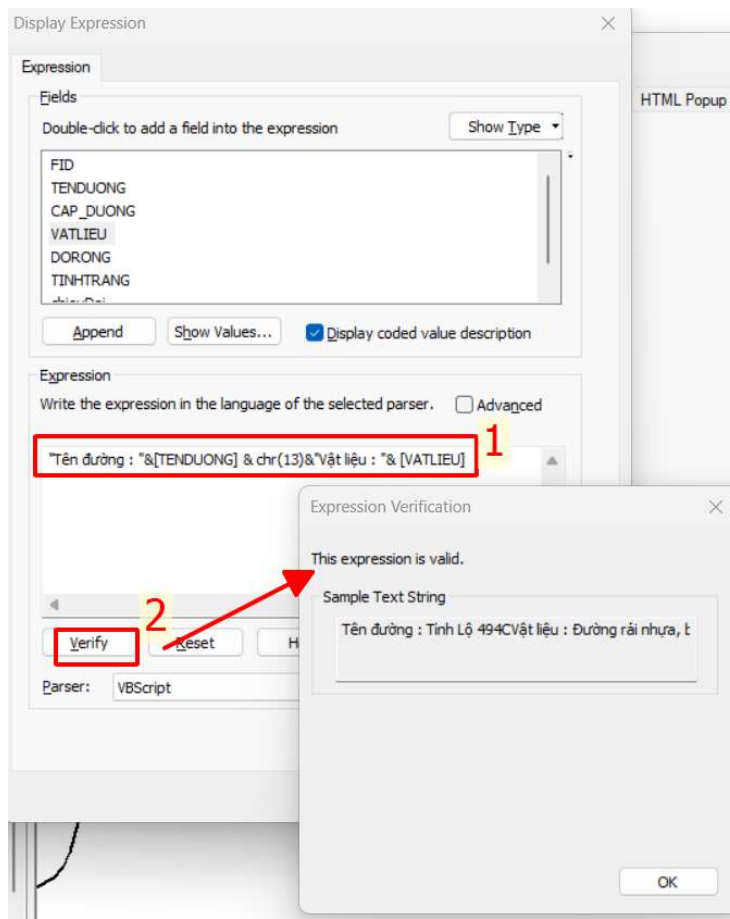 Display Expression
Expression
Fields
Double-click to add a field into the expression
Show Type
HTML Popup
FID
TENDUONG
CAP_DUONG
VATLIEU
DORONG
TINHTRANG
Append
Show Values...
Display coded value description
Expression
Write the expression in the language of the selected parser.
Advanced
"Tên đường : "&[TENDUONG] & chr(13)&"Vật liệu : "& [VATLIEU]
1
Expression Verification
This expression is valid.
Sample Text String
Tên đường : Tỉnh Lộ 494CVật liệu : Đường rải nhựa, b
2
Verify
Reset
H
Parser:
VBScript
OK